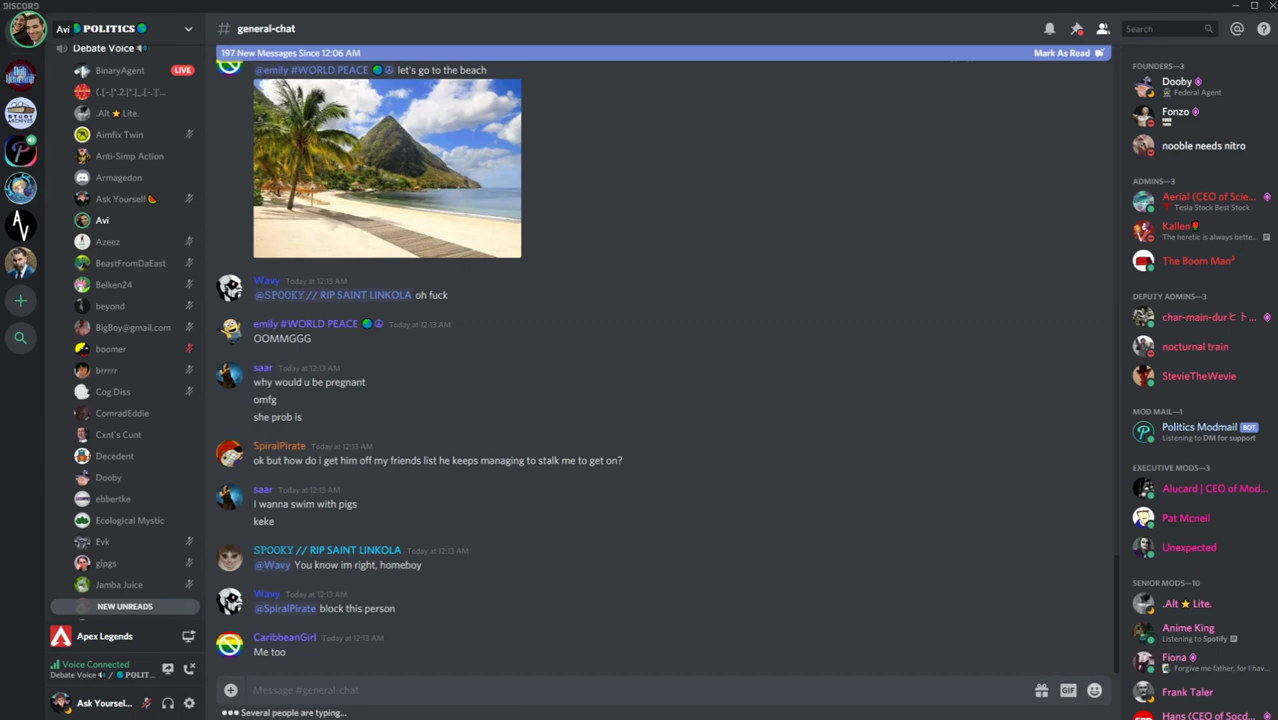 DISCORD
Avi POLITICS
Debate Voice
BinaryAgent LIVE
.Alt ⭐ Lite.
Aimfix Twin
Anti-Simp Action
Armagedon
Ask Yourself🍉
Avi
Azeez
BeastFromDaEast
Belken24
beyond
BigBoy@gmail.com
boomer
brrrrr
Cog Diss
ComradEddie
Cxnt's Cunt
Decedent
Dooby
ebbertke
Ecological Mystic
Evk
glpgs
Jamba Juice
NEW UNREADS
Apex Legends
Voice Connected
Debate Voice / POLIT...
Ask Yoursel...
# general-chat
Search
197 New Messages Since 12:06 AM
Mark As Read
@emily #WORLD PEACE 🌎 ☮ let's go to the beach
Wavy Today at 12:13 AM
@SPOOKY // RIP SAINT LINKOLA oh fuck
emily #WORLD PEACE 🌎 ☮ Today at 12:13 AM
OOMMGGG
saar Today at 12:13 AM
why would u be pregnant
omfg
she prob is
SpiralPirate Today at 12:13 AM
ok but how do i get him off my friends list he keeps managing to stalk me to get on?
saar Today at 12:13 AM
I wanna swim with pigs
keke
SPOOKY // RIP SAINT LINKOLA Today at 12:13 AM
@Wavy You know im right, homeboy
Wavy Today at 12:13 AM
@SpiralPirate block this person
CaribbeanGirl Today at 12:13 AM
Me too
Message #general-chat
GIF
Several people are typing...
FOUNDERS—3
Dooby
Federal Agent
Fonzo
nooble needs nitro
ADMINS—3
Aerial (CEO of Scie...
Tesla Stock Best Stock
Kallen🌹
The heretic is always bette...
The Boom Man²
DEPUTY ADMINS—3
char-main-durヒト...
nocturnal train
StevieTheWevie
MOD MAIL—1
Politics Modmail BOT
Listening to DM for support
EXECUTIVE MODS—3
Alucard | CEO of Mod...
Pat Mcneil
Unexpected
SENIOR MODS—10
.Alt ⭐ Lite.
Anime King
Listening to Spotify
Fiona
Forgive me father, for I hav...
Frank Taler
Hans (CEO of Socd...